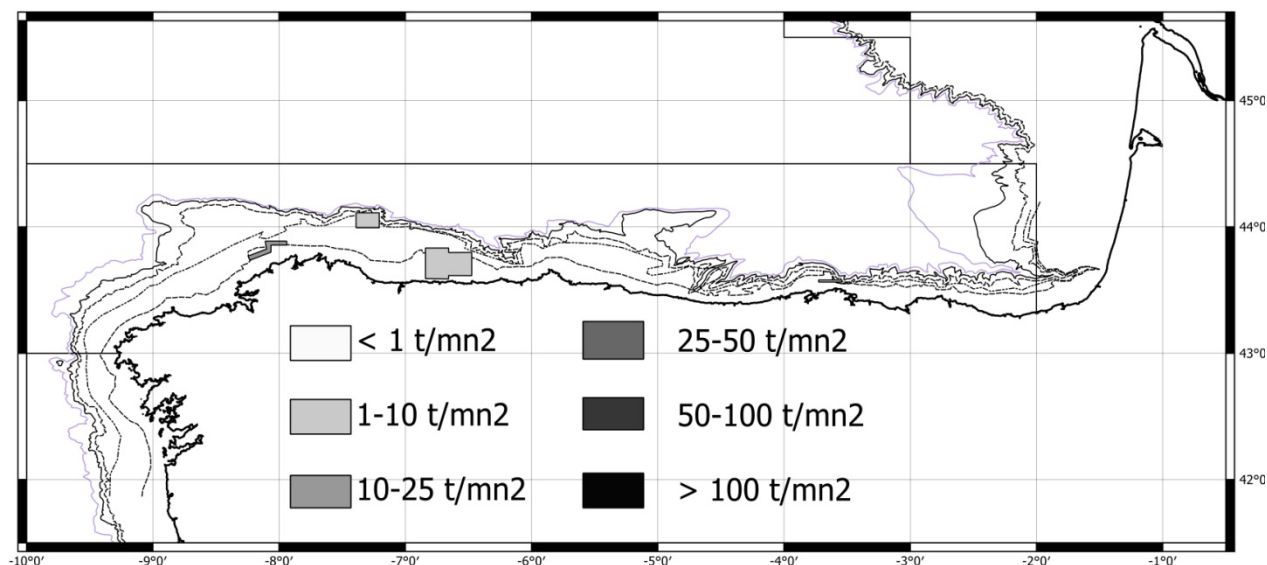 45°0'
44°0'
< 1 t/mn2
25-50 t/mn2
43°0'
1-10 t/mn2
50-100 t/mn2
10-25 t/mn2
> 100 t/mn2
42°0'
-10°0' -9°0' -8°0' -7°0' -6°0' -5°0' -4°0' -3°0' -2°0' -1°0'